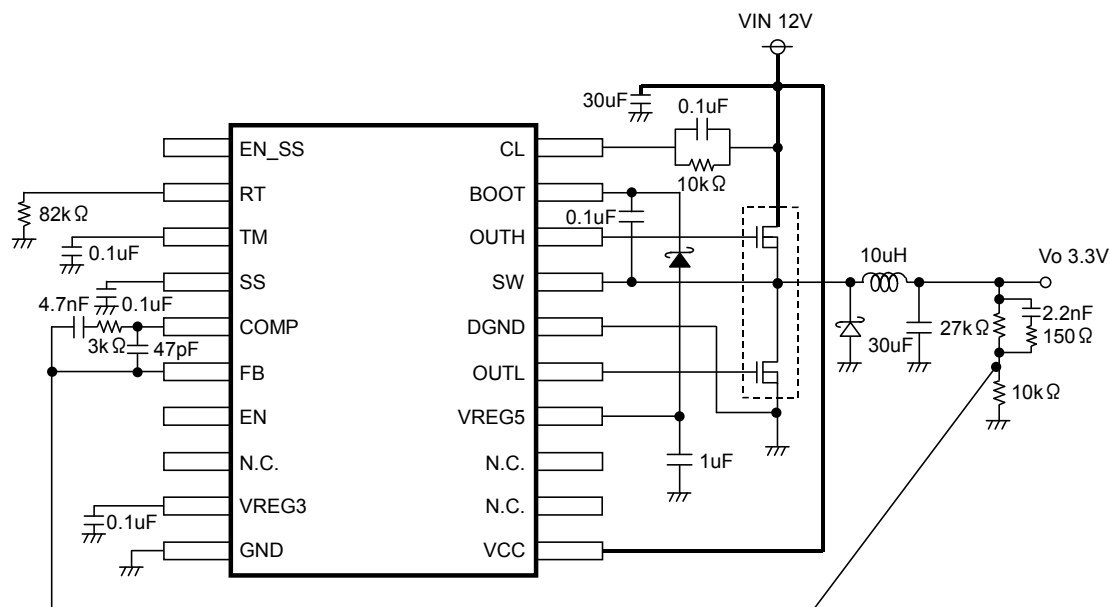 VIN 12V
30uF
0.1uF
10kΩ
EN_SS
CL
RT
BOOT
82kΩ
0.1uF
TM
OUTH
0.1uF
10uH
Vo 3.3V
SS
SW
0.1uF
4.7nF
2.2nF
COMP
DGND
27kΩ
150Ω
3kΩ
47pF
30uF
FB
OUTL
10kΩ
EN
VREG5
N.C.
N.C.
1uF
VREG3
N.C.
0.1uF
GND
VCC